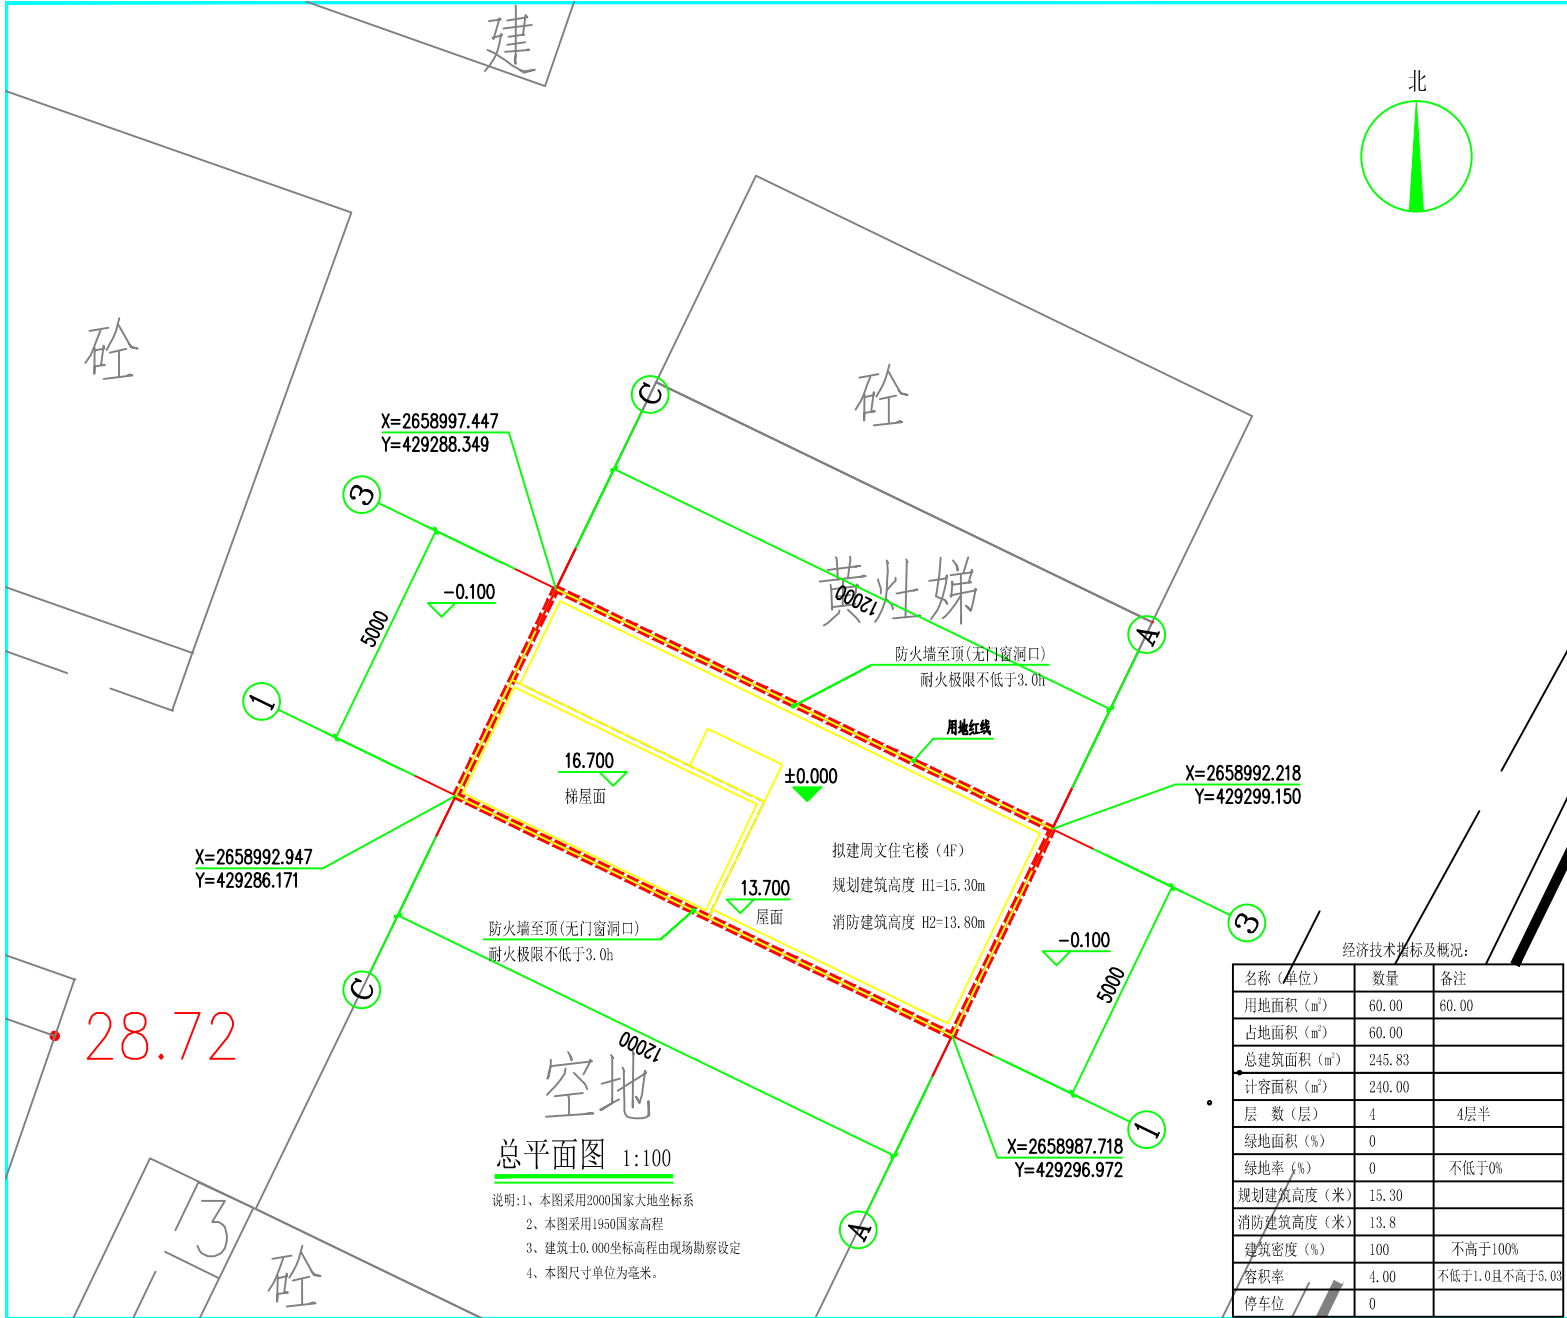 建
北
砼
砼
C
X=2658997.447
Y=429288.349
3
-0.100
黄灶娣
12000
5000
A
防火墙至顶(无门窗洞口)
耐火极限不低于3.0h
1
用地红线
16.700
梯屋面
±0.000
X=2658992.218
Y=429299.150
X=2658992.947
Y=429286.171
拟建周文住宅楼（4F）
规划建筑高度 H1=15.30m
消防建筑高度 H2=13.80m
13.700
屋面
防火墙至顶(无门窗洞口)
耐火极限不低于3.0h
-0.100
3
5000
C
28.72
12000
空地
1
X=2658987.718
Y=429296.972
A
总平面图 1:100
说明:1、本图采用2000国家大地坐标系
2、本图采用1950国家高程
3、建筑士0.000坐标高程由现场勘察设定
4、本图尺寸单位为毫米。
3
砼
经济技术指标及概况:
名称（单位） 数量 备注
用地面积（㎡） 60.00 60.00
占地面积（㎡） 60.00
总建筑面积（㎡） 245.83
计容面积（㎡） 240.00
层 数（层） 4 4层半
绿地面积（%） 0
绿地率（%） 0 不低于0%
规划建筑高度（米） 15.30
消防建筑高度（米） 13.8
建筑密度（%） 100 不高于100%
容积率 4.00 不低于1.0且不高于5.03
停车位 0